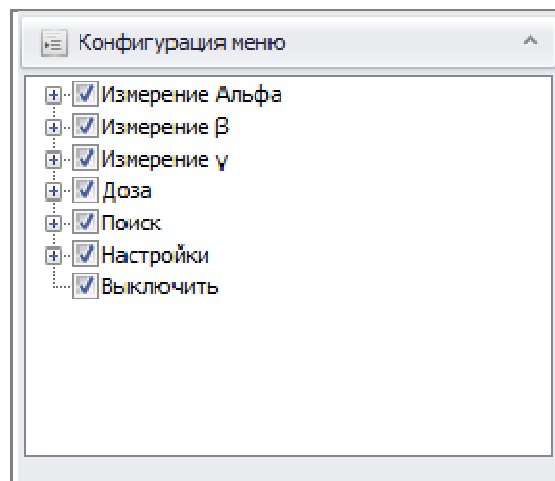 Конфигурация меню
Измерение Альфа
Измерение β
Измерение γ
Доза
Поиск
Настройки
Выключить